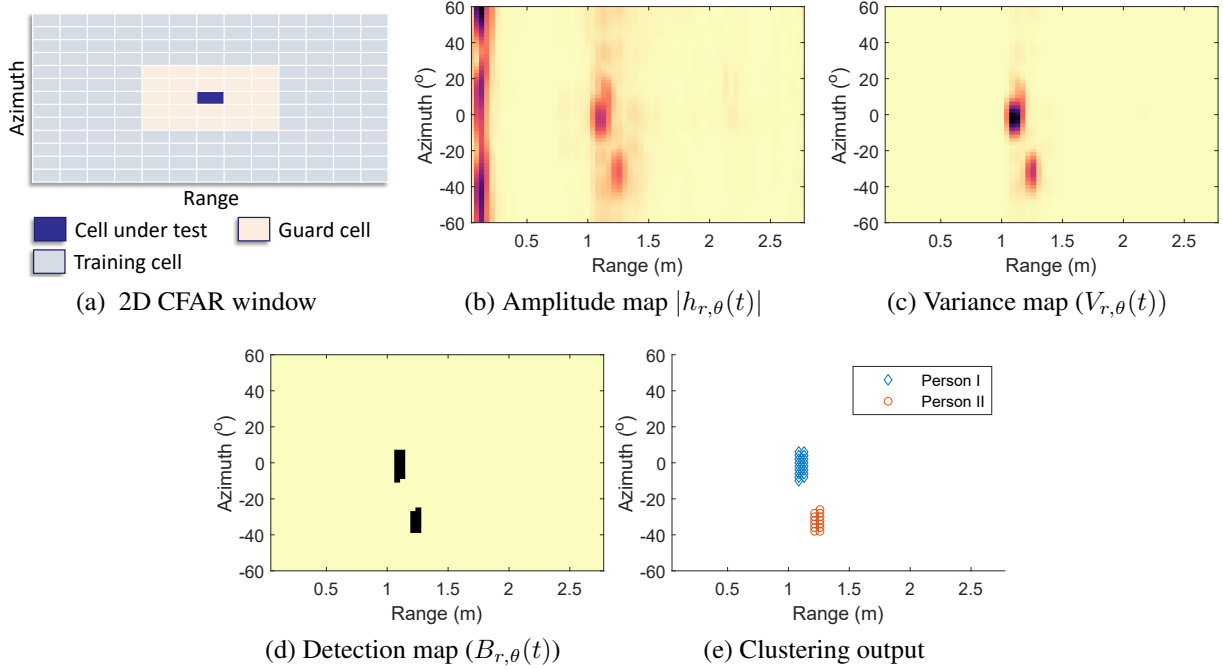 Azimuth
Range
Cell under test
Guard cell
Training cell
(a) 2D CFAR window
60
40
20
0
-20
-40
-60
Azimuth (°)
0.5 1 1.5 2 2.5
Range (m)
(b) Amplitude map |h_{r,θ}(t)|
60
40
20
0
-20
-40
-60
Azimuth (°)
0.5 1 1.5 2 2.5
Range (m)
(c) Variance map (V_{r,θ}(t))
60
40
20
0
-20
-40
-60
Azimuth (°)
0.5 1 1.5 2 2.5
Range (m)
(d) Detection map (B_{r,θ}(t))
60
40
20
0
-20
-40
-60
Azimuth (°)
Person I
Person II
0.5 1 1.5 2 2.5
Range (m)
(e) Clustering output